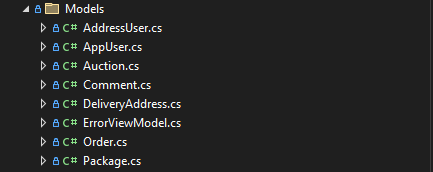 Models
C# AddressUser.cs
C# AppUser.cs
C# Auction.cs
C# Comment.cs
C# DeliveryAddress.cs
C# ErrorViewModel.cs
C# Order.cs
C# Package.cs